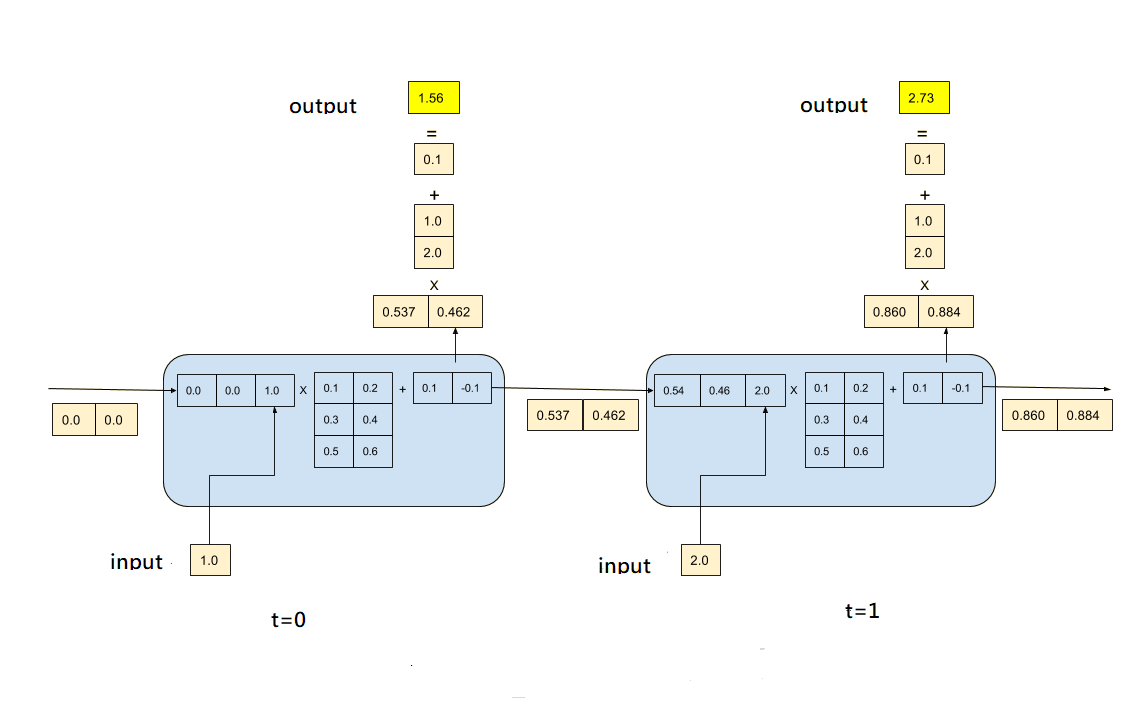 output 1.56 output 2.73
= =
0.1 0.1
+ +
1.0 1.0
2.0 2.0
X X
0.537 0.462 0.860 0.884
0.0 0.0 1.0 X 0.1 0.2 + 0.1 -0.1 0.54 0.46 2.0 X 0.1 0.2 + 0.1 -0.1
0.0 0.0 0.3 0.4 0.537 0.462 0.3 0.4 0.860 0.884
0.5 0.6 0.5 0.6
input 1.0 input 2.0
t=0 t=1